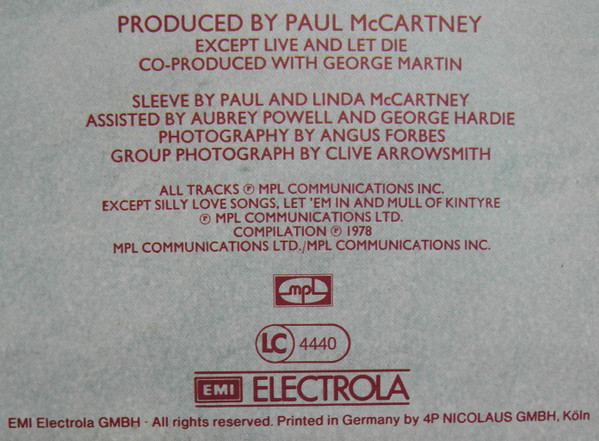 PRODUCED BY PAUL McCARTNEY
EXCEPT LIVE AND LET DIE
CO-PRODUCED WITH GEORGE MARTIN
SLEEVE BY PAUL AND LINDA McCARTNEY
ASSISTED BY AUBREY POWELL AND GEORGE HARDIE
PHOTOGRAPHY BY ANGUS FORBES
GROUP PHOTOGRAPH BY CLIVE ARROWSMITH
ALL TRACKS ℗ MPL COMMUNICATIONS INC.
EXCEPT SILLY LOVE SONGS, LET 'EM IN AND MULL OF KINTYRE
℗ MPL COMMUNICATIONS LTD.
COMPILATION ℗ 1978
MPL COMMUNICATIONS LTD./MPL COMMUNICATIONS INC.
mpl
LC 4440
EMI ELECTROLA
EMI Electrola GMBH · All rights reserved. Printed in Germany by 4P NICOLAUS GMBH, Köln